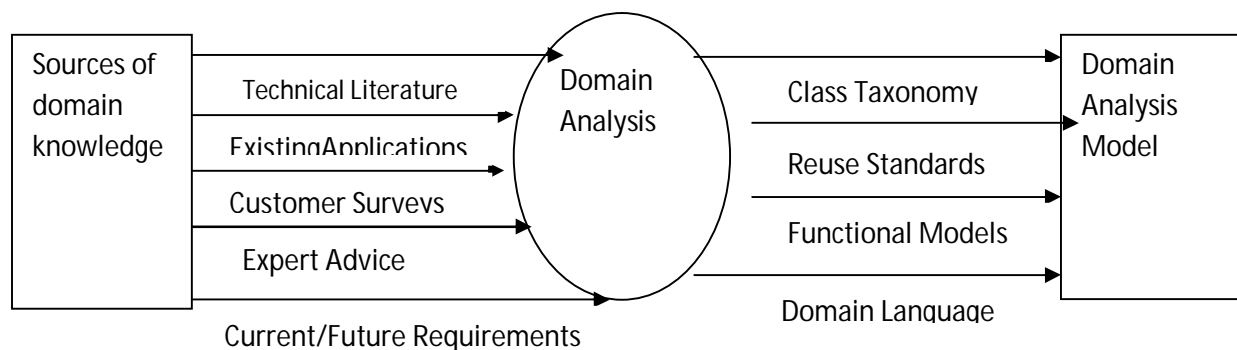 Sources of
domain
knowledge
Technical Literature
ExistingApplications
Customer Surveys
Expert Advice
Current/Future Requirements
Domain
Analysis
Class Taxonomy
Reuse Standards
Functional Models
Domain Language
Domain
Analysis
Model